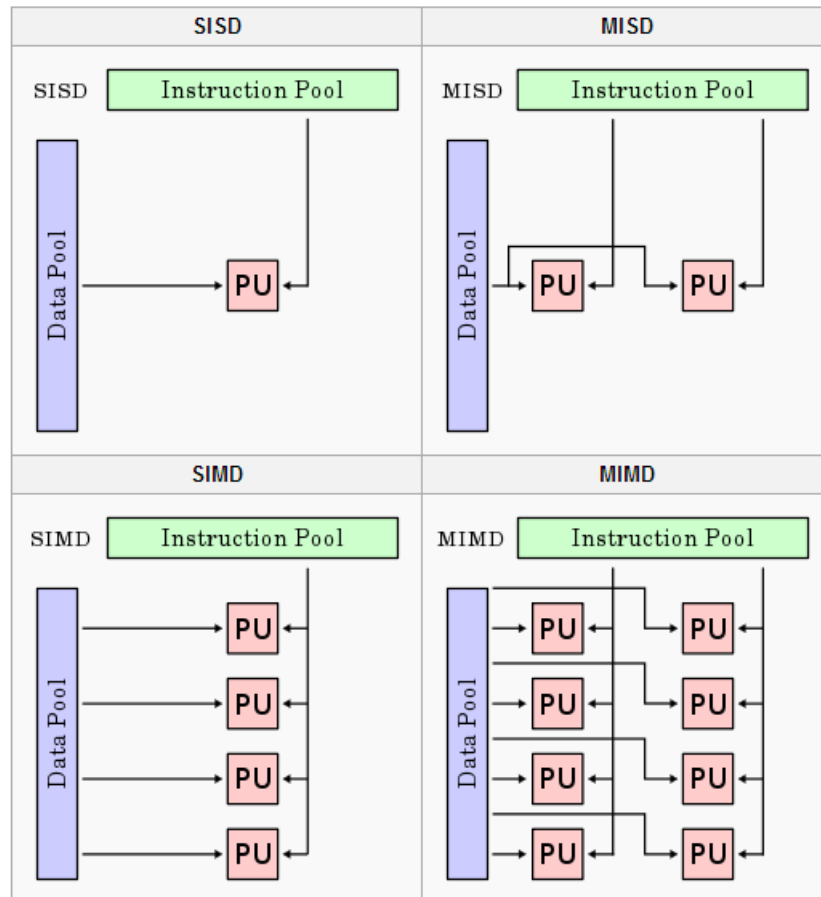 SISD
MISD
SISD
Instruction Pool
MISD
Instruction Pool
Data Pool
PU
Data Pool
PU
PU
SIMD
MIMD
SIMD
Instruction Pool
MIMD
Instruction Pool
Data Pool
PU
PU
PU
PU
Data Pool
PU
PU
PU
PU
PU
PU
PU
PU